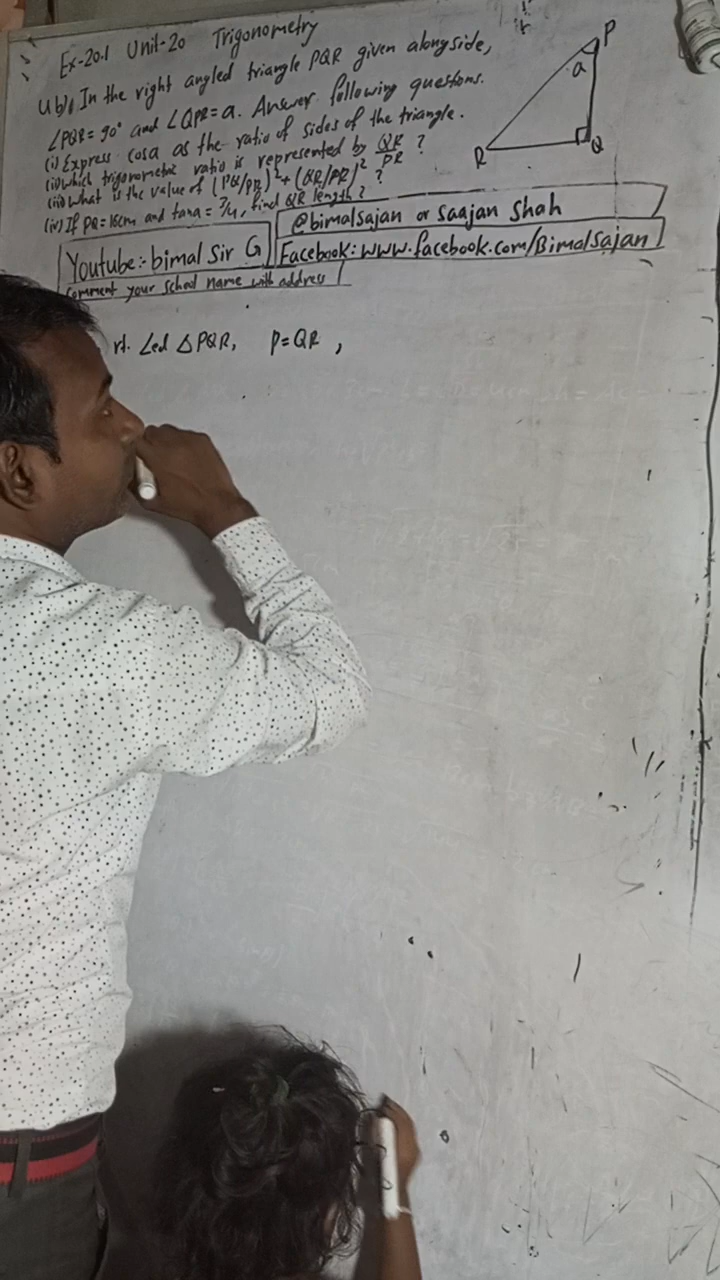 Ex-20.1 Unit-20 Trigonometry
4b) In the right angled triangle PQR given alongside,
∠PQR = 90° and ∠QPR = a. Answer following questions.
(i) Express cosa as the ratio of sides of the triangle.
(ii) which trigonometric ratio is represented by QR/PR ?
(iii) what is the value of (PQ/PR)² + (QR/PR)² ?
(iv) If PQ = 16cm and tana = 3/4, find QR length?
P
a
R
Q
@bimalsajan or saajan shah
Youtube:- bimal Sir G
Facebook: www.facebook.com/Bimalsajan
Comment your school name with address
rt. ∠ed △PQR, P = QR ,